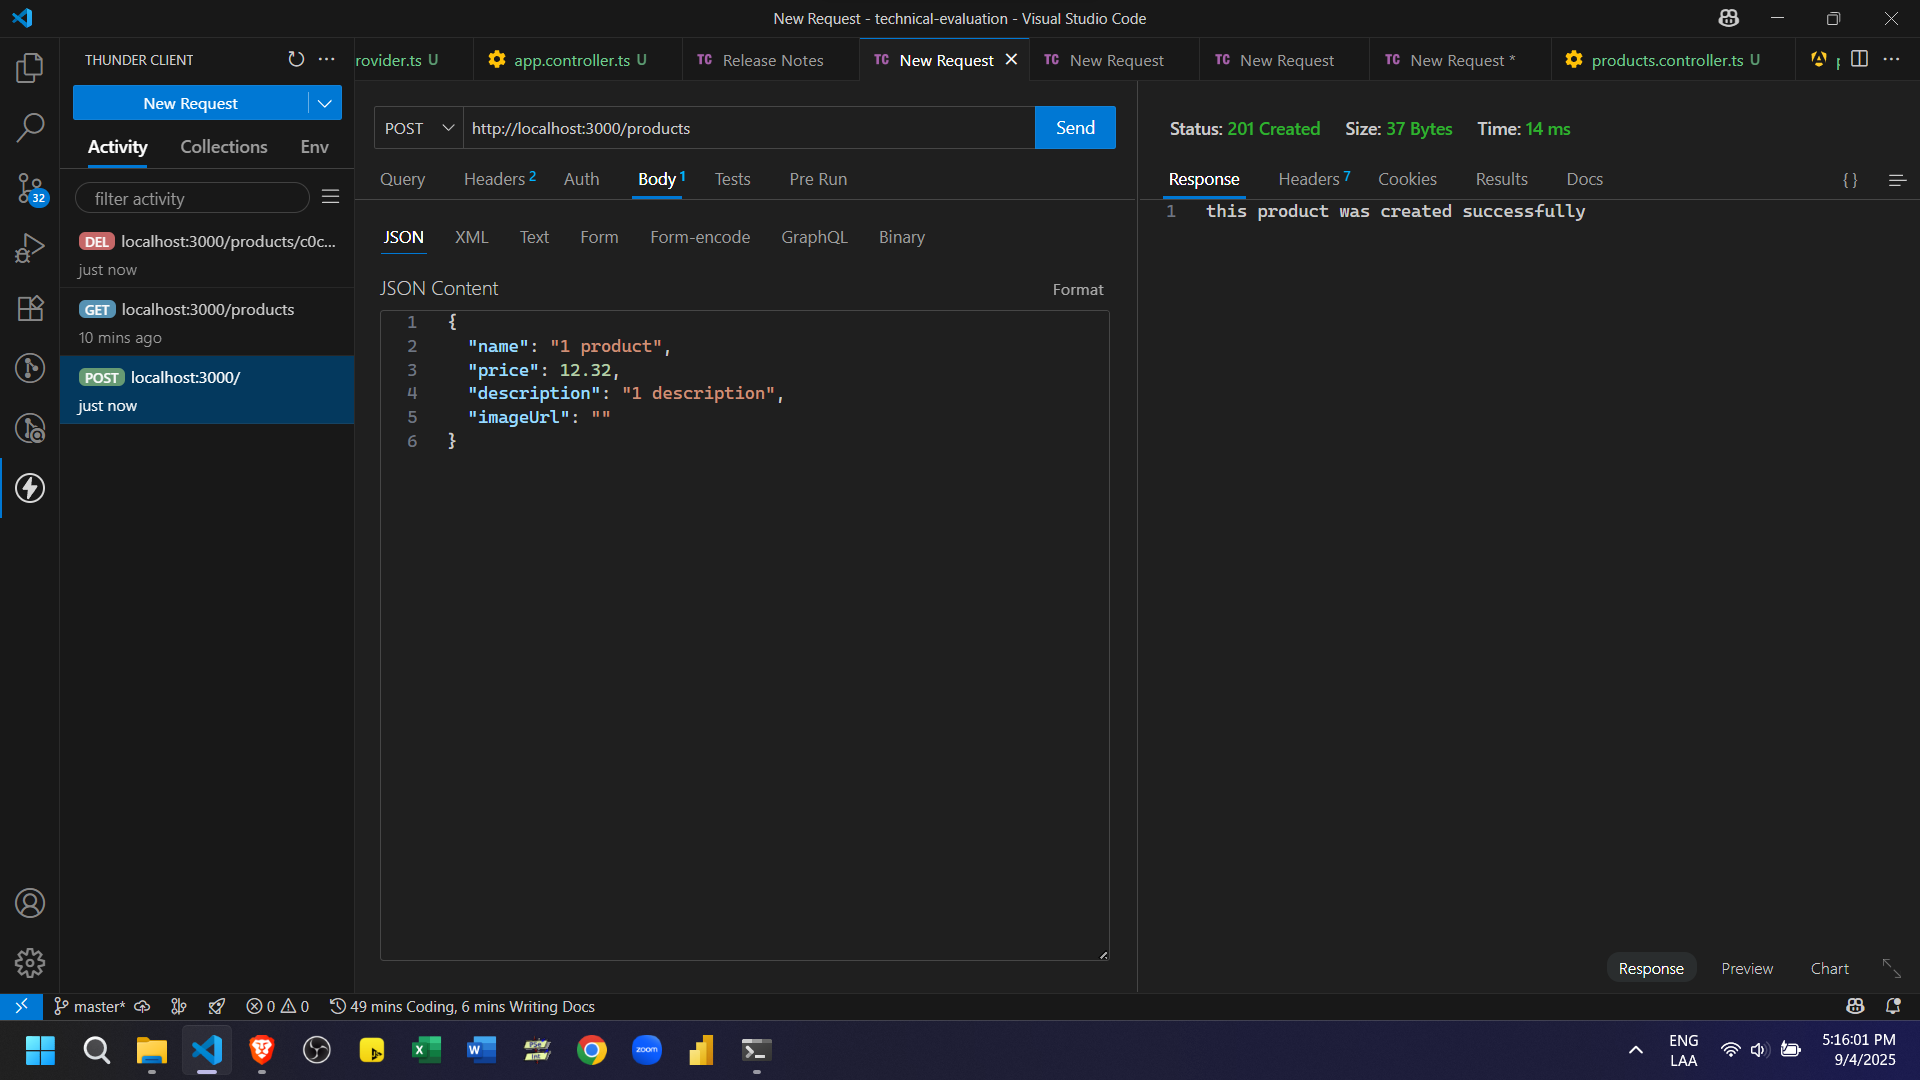 New Request - technical-evaluation - Visual Studio Code
THUNDER CLIENT
rovider.ts U
app.controller.ts U
TC Release Notes
TC New Request
TC New Request
TC New Request
TC New Request *
products.controller.ts U
New Request
Activity Collections Env
filter activity
DEL localhost:3000/products/c0c...
just now
GET localhost:3000/products
10 mins ago
POST localhost:3000/
just now
32
POST http://localhost:3000/products Send
Query Headers 2 Auth Body 1 Tests Pre Run
JSON XML Text Form Form-encode GraphQL Binary
JSON Content Format
1 {
2 "name": "1 product",
3 "price": 12.32,
4 "description": "1 description",
5 "imageUrl": ""
6 }
Status: 201 Created Size: 37 Bytes Time: 14 ms
Response Headers 7 Cookies Results Docs {}
1 this product was created successfully
Response Preview Chart
master* 0 0 49 mins Coding, 6 mins Writing Docs
zoom
ENG
LAA
5:16:01 PM
9/4/2025